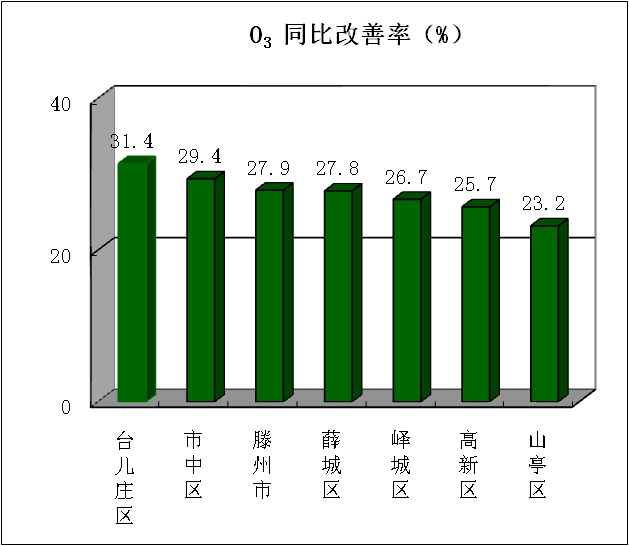 O₃ 同比改善率（%）
40
20
0
31.4
29.4
27.9
27.8
26.7
25.7
23.2
台儿庄区
市中区
滕州市
薛城区
峄城区
高新区
山亭区